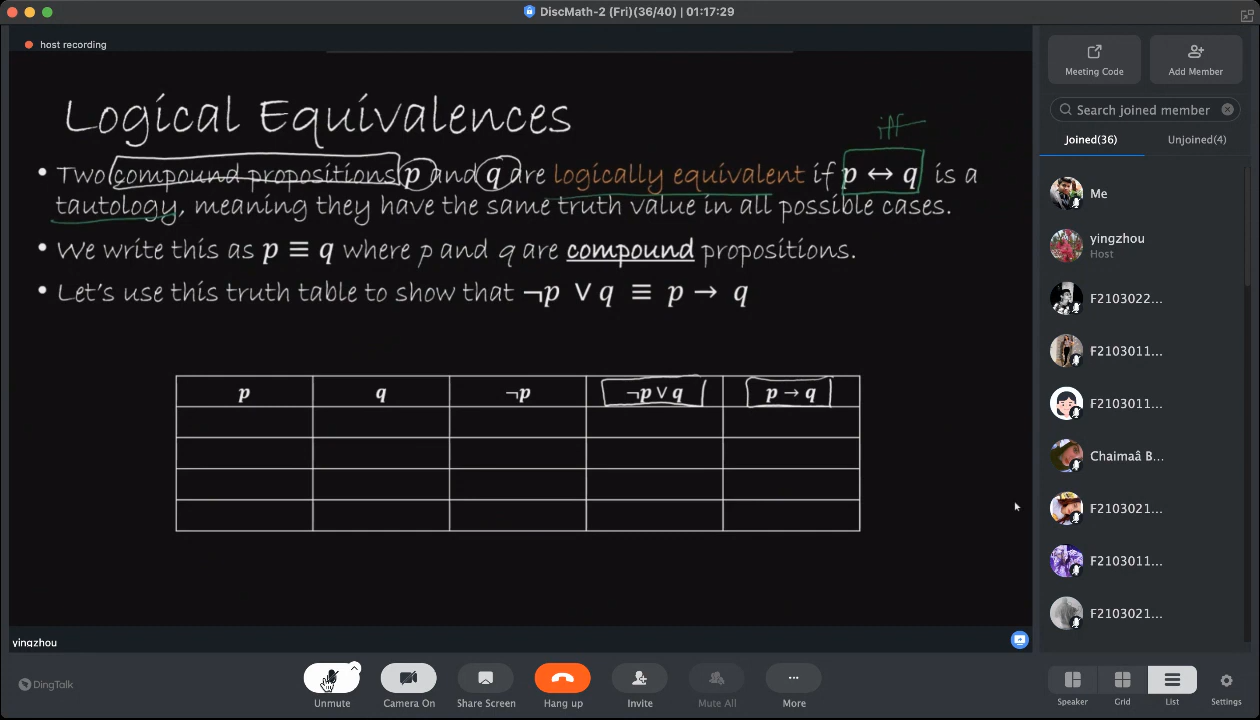 DiscMath-2 (Fri)(36/40) | 01:17:29
host recording
Logical Equivalences
iff
• Two compound propositions p and q are logically equivalent if p ↔ q is a
tautology, meaning they have the same truth value in all possible cases.
• We write this as p ≡ q where p and q are compound propositions.
• Let's use this truth table to show that ¬p ∨ q ≡ p → q
p q ¬p ¬p ∨ q p → q
yingzhou
DingTalk
Unmute Camera On Share Screen Hang up Invite Mute All More
Meeting Code Add Member
Search joined member
Joined(36) Unjoined(4)
Me
yingzhou
Host
F2103022...
F2103011...
F2103011...
Chaimaâ B...
F2103021...
F2103011...
F2103021...
Speaker Grid List Settings